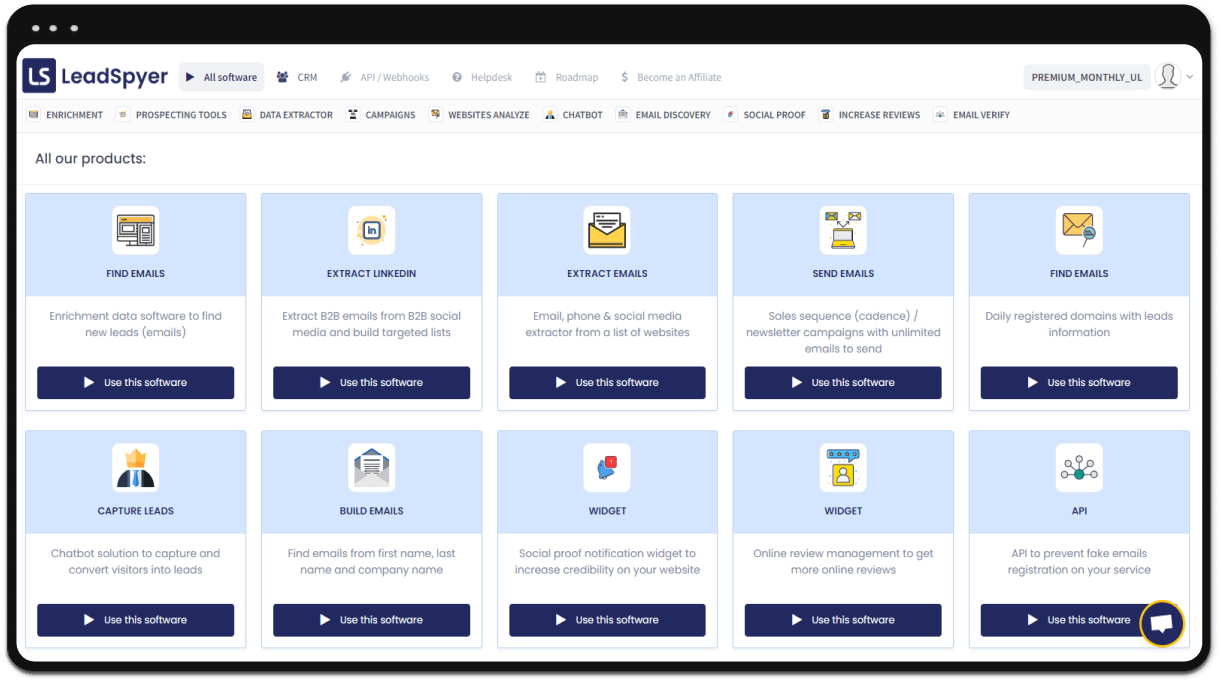 LS LeadSpyer All software CRM API / Webhooks Helpdesk Roadmap $ Become an Affiliate PREMIUM_MONTHLY_UL
ENRICHMENT PROSPECTING TOOLS DATA EXTRACTOR CAMPAIGNS WEBSITES ANALYZE CHATBOT EMAIL DISCOVERY SOCIAL PROOF INCREASE REVIEWS EMAIL VERIFY
All our products:
in
FIND EMAILS
Enrichment data software to find
new leads (emails)
Use this software
EXTRACT LINKEDIN
Extract B2B emails from B2B social
media and build targeted lists
Use this software
EXTRACT EMAILS
Email, phone & social media
extractor from a list of websites
Use this software
SEND EMAILS
Sales sequence (cadence) /
newsletter campaigns with unlimited
emails to send
Use this software
FIND EMAILS
Daily registered domains with leads
information
Use this software
CAPTURE LEADS
Chatbot solution to capture and
convert visitors into leads
Use this software
BUILD EMAILS
Find emails from first name, last
name and company name
Use this software
1
WIDGET
Social proof notification widget to
increase credibility on your website
Use this software
WIDGET
Online review management to get
more online reviews
Use this software
API
API to prevent fake emails
registration on your service
Use this software